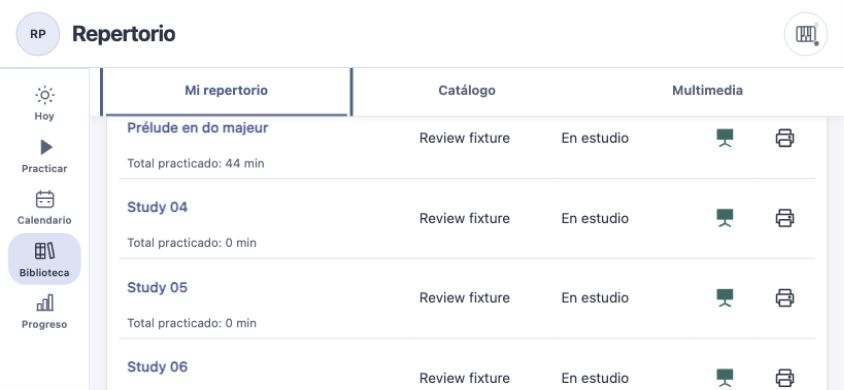 RP
Repertorio
Hoy
Practicar
Calendario
Biblioteca
Progreso
Mi repertorio
Catálogo
Multimedia
Prélude en do majeur
Total practicado: 44 min
Review fixture
En estudio
Study 04
Total practicado: 0 min
Review fixture
En estudio
Study 05
Total practicado: 0 min
Review fixture
En estudio
Study 06
Review fixture
En estudio